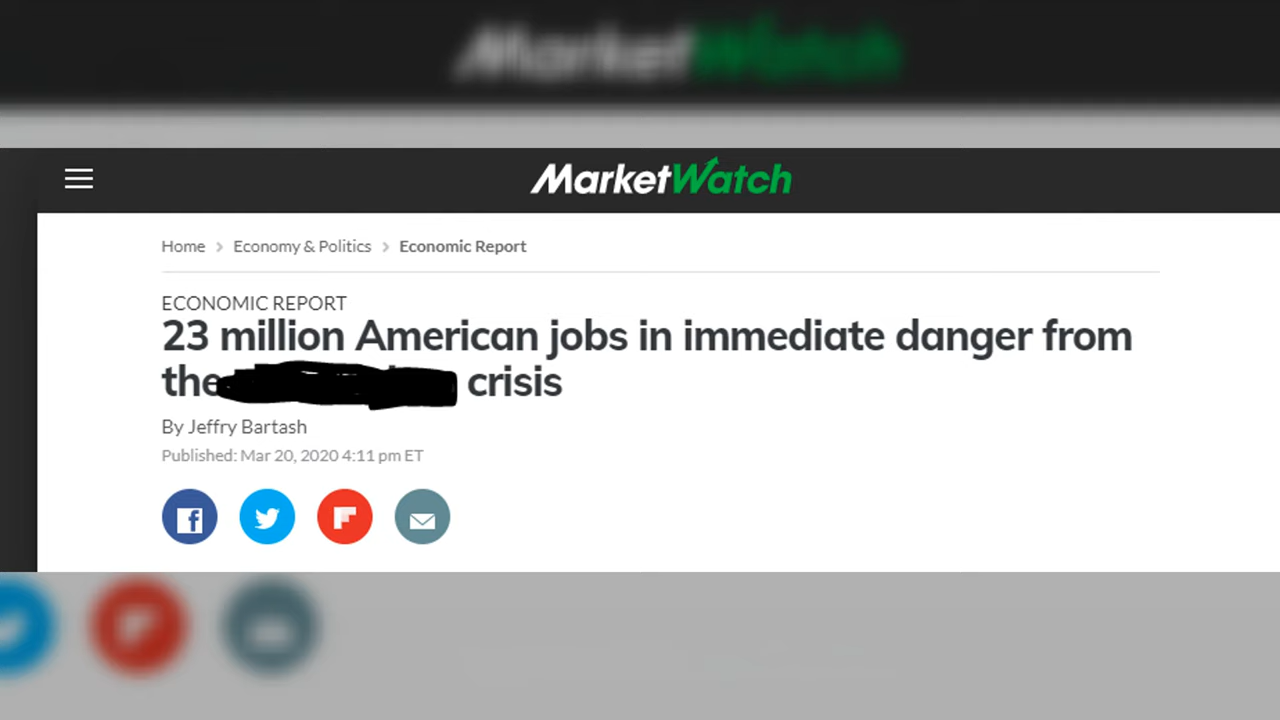 MarketWatch
MarketWatch
Home > Economy & Politics > Economic Report
ECONOMIC REPORT
23 million American jobs in immediate danger from
the crisis
By Jeffry Bartash
Published: Mar 20, 2020 4:11 pm ET